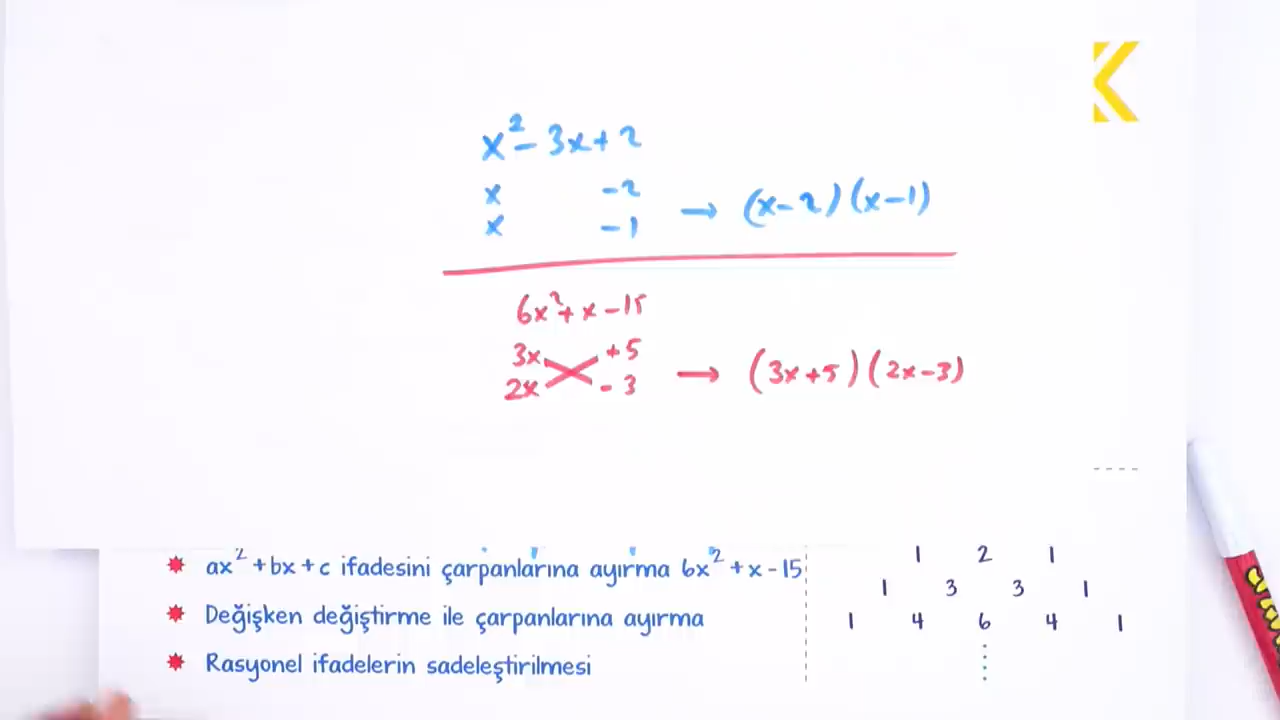 x² - 3x + 2
x -2
x -1 → (x-2)(x-1)
6x² + x - 15
3x +5
2x -3 → (3x+5)(2x-3)
ax² + bx + c ifadesini çarpanlarına ayırma 6x² + x - 15
Değişken değiştirme ile çarpanlarına ayırma
Rasyonel ifadelerin sadeleştirilmesi
1 2 1
1 3 3 1
1 4 6 4 1